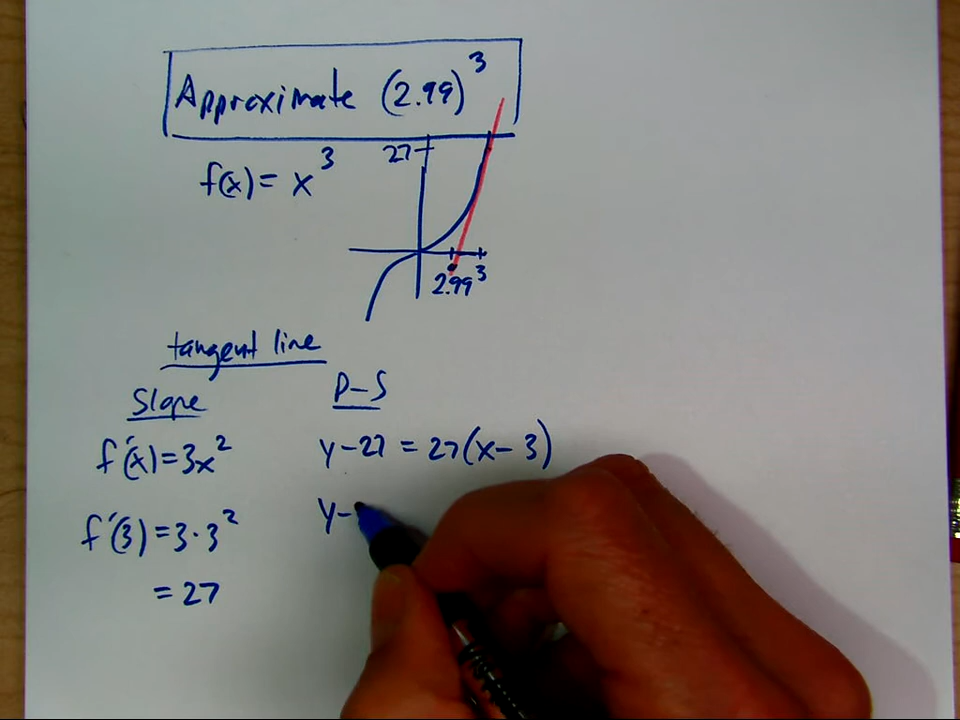 Approximate (2.99)³
f(x) = x³
27
2.99 3
tangent line
Slope
P-S
f'(x) = 3x²
y - 27 = 27(x - 3)
f'(3) = 3 · 3²
y -
= 27